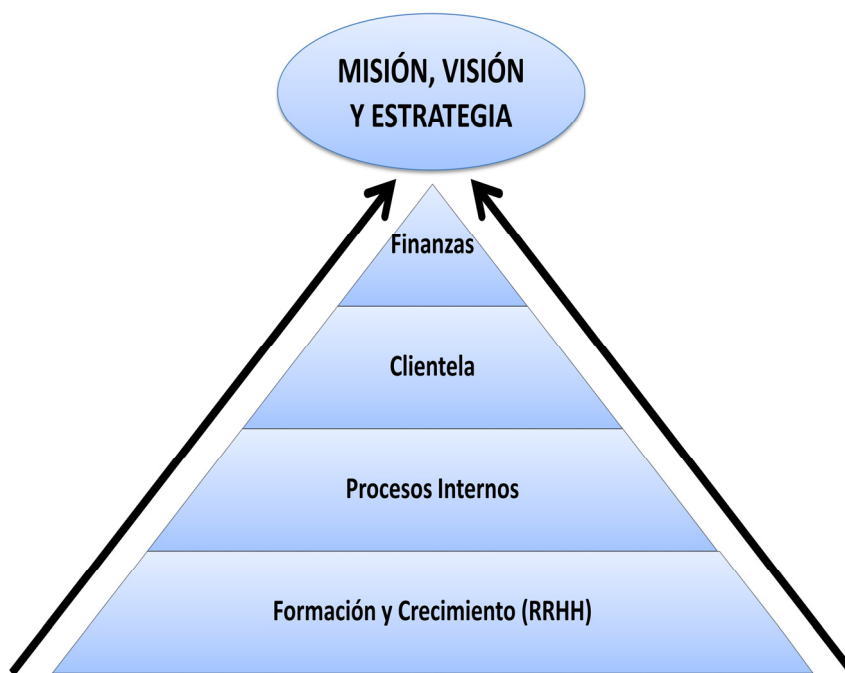 MISIÓN, VISIÓN
Y ESTRATEGIA
Finanzas
Clientela
Procesos Internos
Formación y Crecimiento (RRHH)